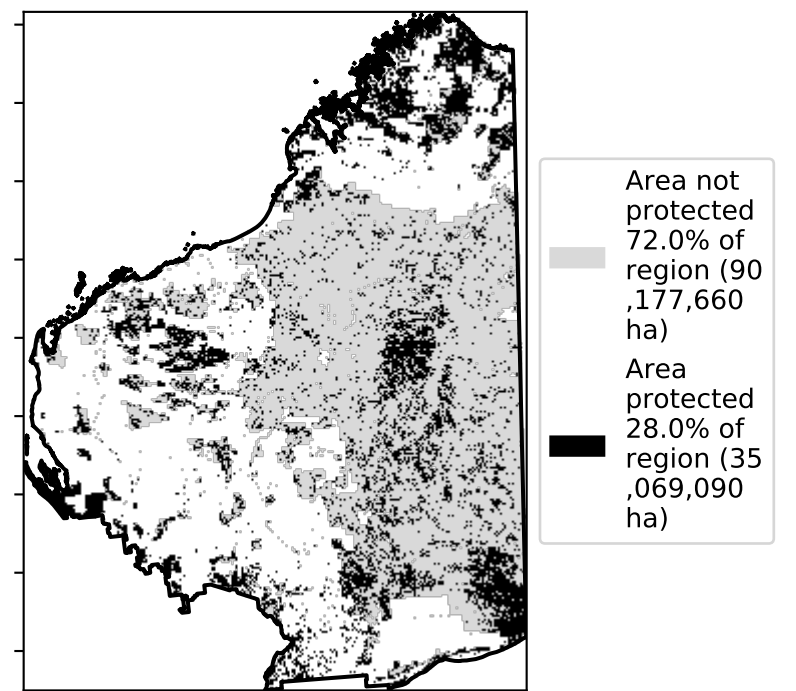 Area not
protected
72.0% of
region (90
,177,660
ha)
Area
protected
28.0% of
region (35
,069,090
ha)